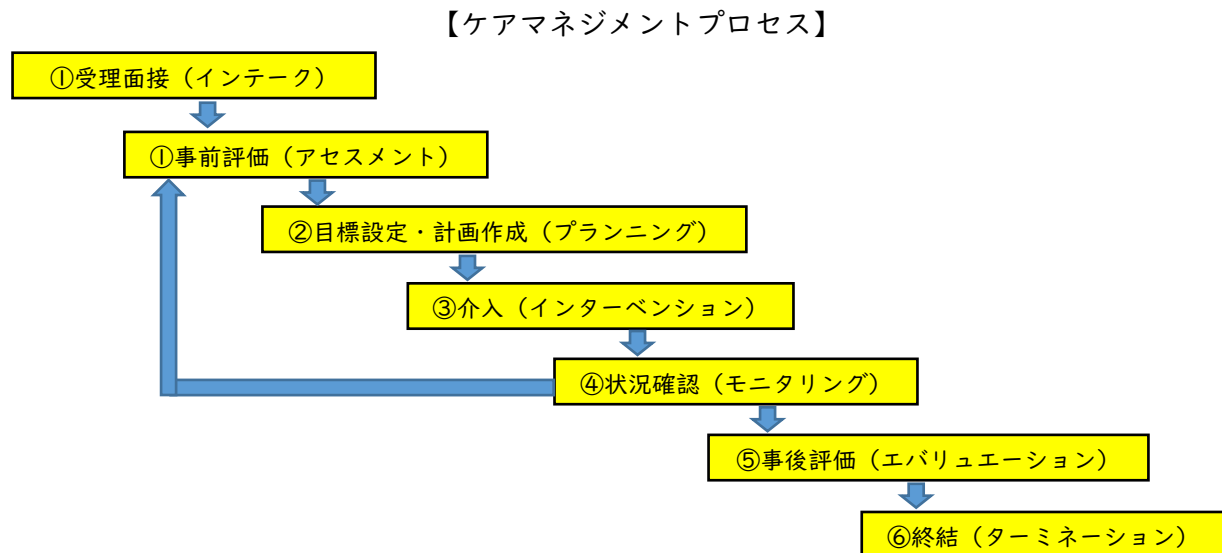 【ケアマネジメントプロセス】
①受理面接（インテーク）
①事前評価（アセスメント）
②目標設定・計画作成（プランニング）
③介入（インターベンション）
④状況確認（モニタリング）
⑤事後評価（エバリュエーション）
⑥終結（ターミネーション）